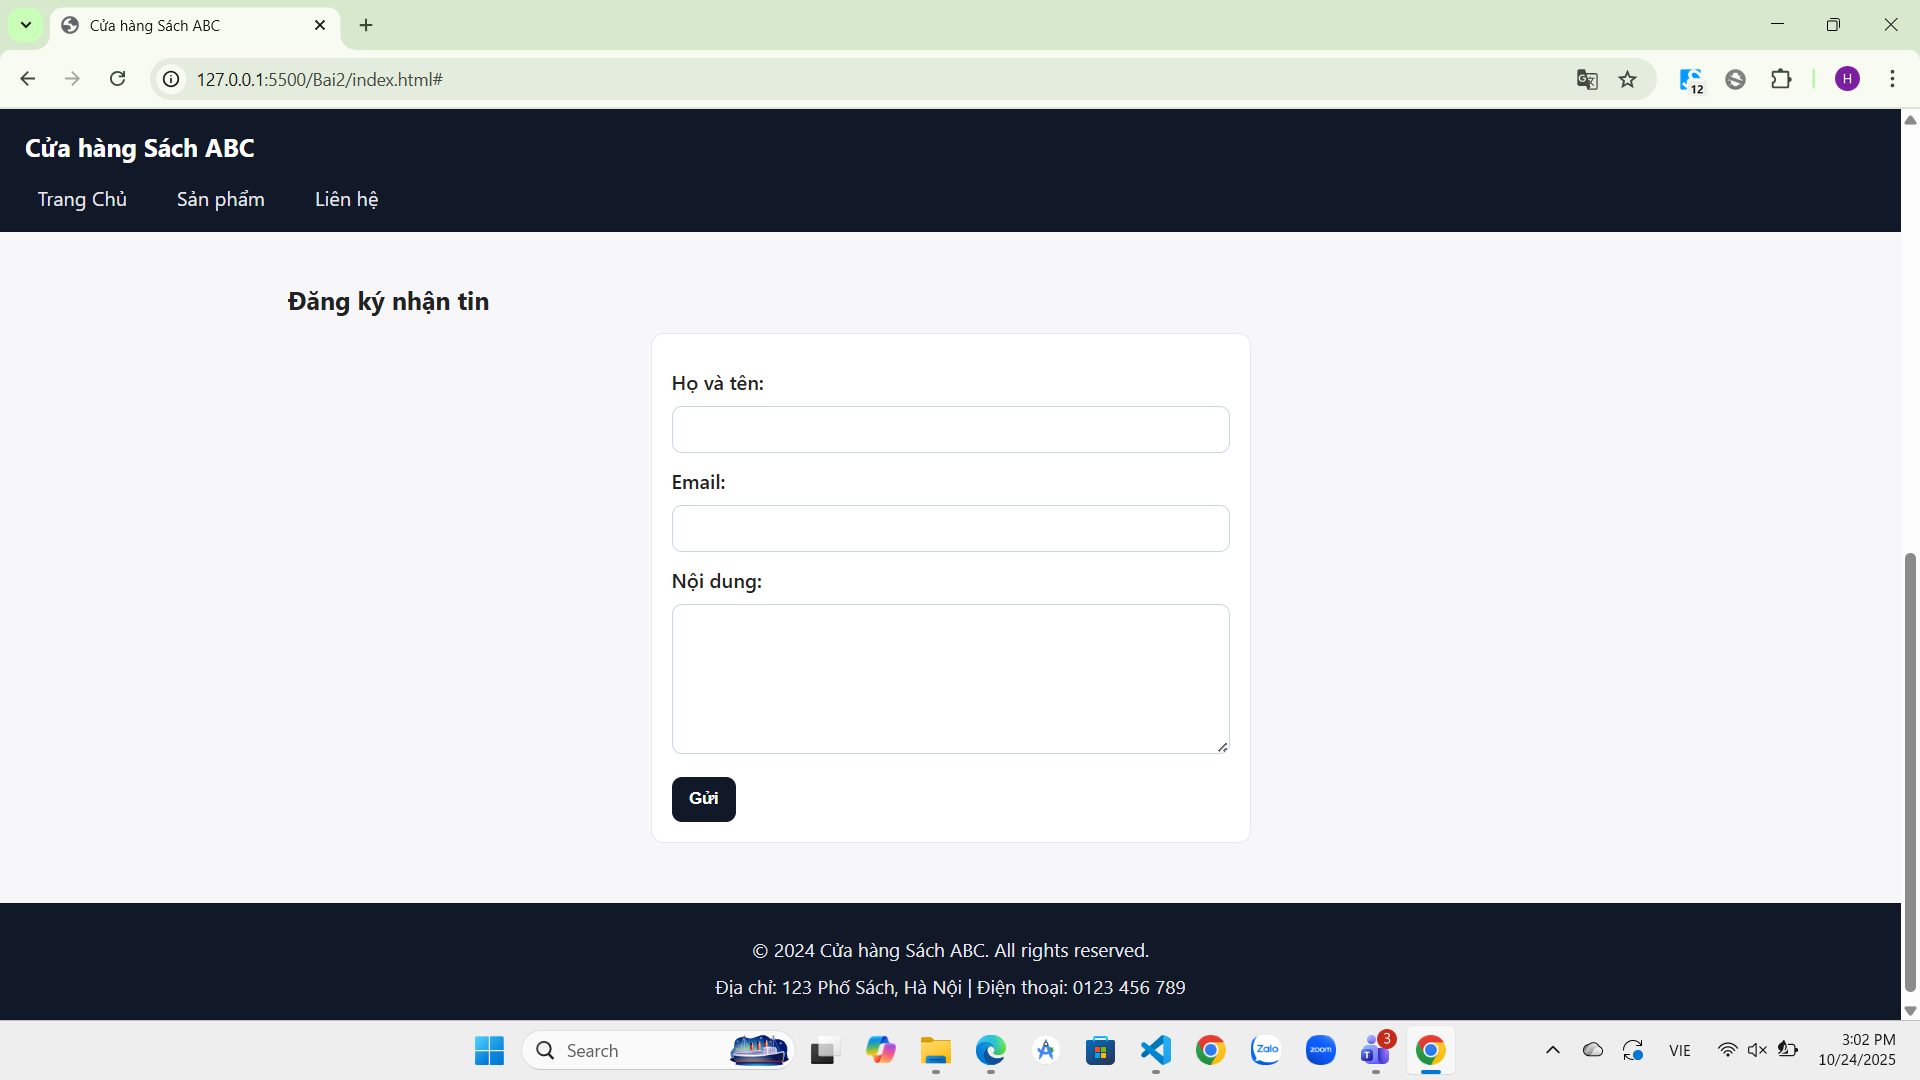 Cửa hàng Sách ABC
127.0.0.1:5500/Bai2/index.html#
12
H
Cửa hàng Sách ABC
Trang Chủ Sản phẩm Liên hệ
Đăng ký nhận tin
Họ và tên:
Email:
Nội dung:
Gửi
© 2024 Cửa hàng Sách ABC. All rights reserved.
Địa chỉ: 123 Phố Sách, Hà Nội | Điện thoại: 0123 456 789
Search
Zalo
zoom
T
3
VIE
3:02 PM
10/24/2025